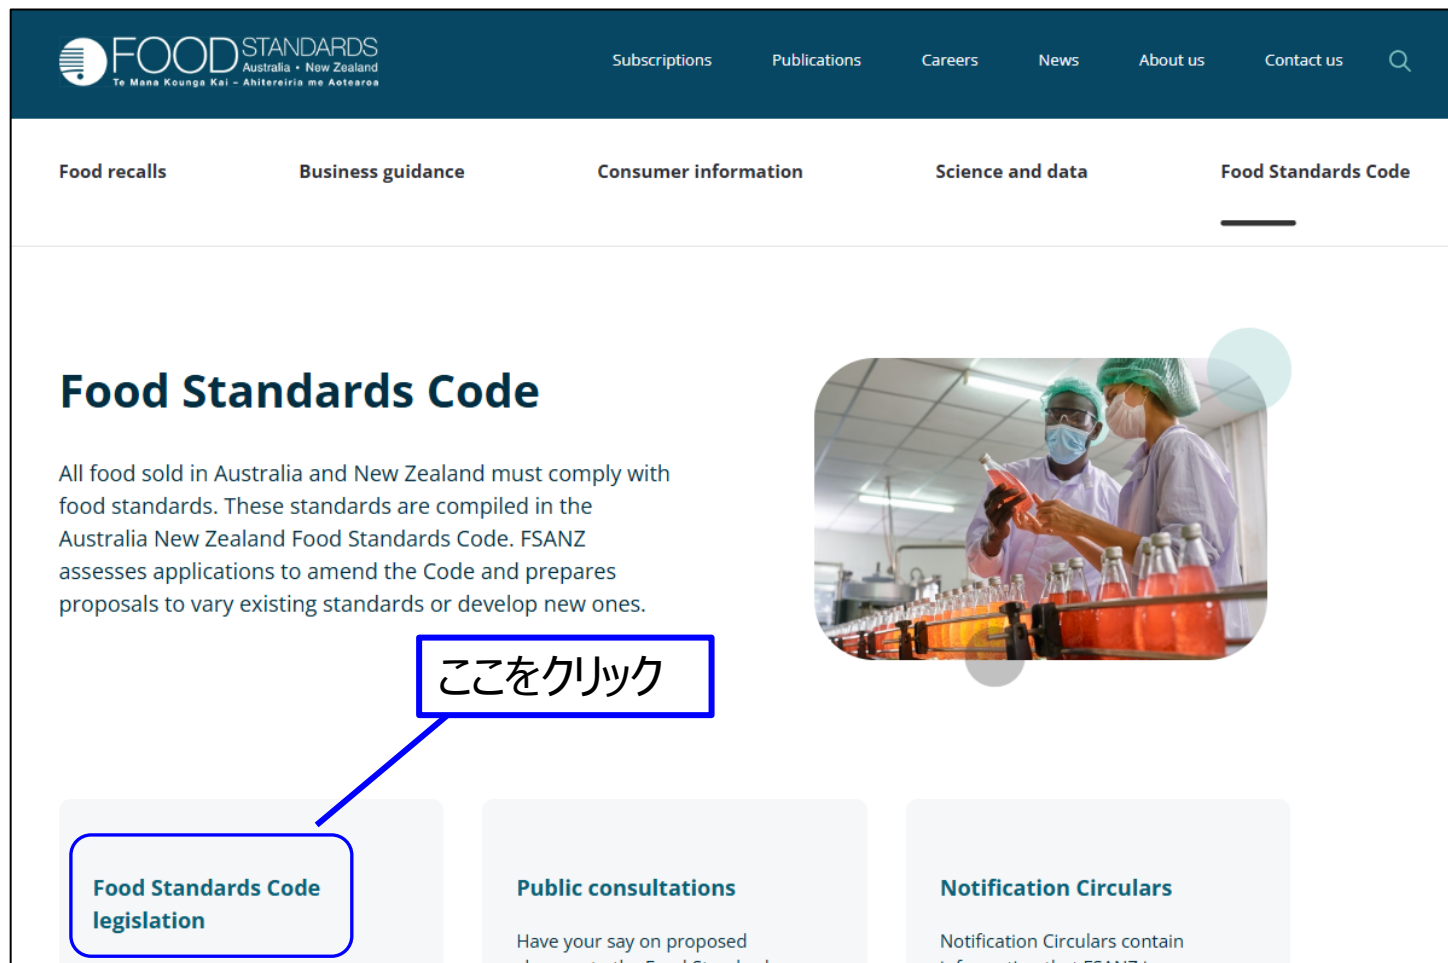 FOOD STANDARDS
Australia • New Zealand
Te Mana Kounga Kai – Ahitereiria me Aotearoa
Subscriptions Publications Careers News About us Contact us
Food recalls Business guidance Consumer information Science and data Food Standards Code
Food Standards Code
All food sold in Australia and New Zealand must comply with
food standards. These standards are compiled in the
Australia New Zealand Food Standards Code. FSANZ
assesses applications to amend the Code and prepares
proposals to vary existing standards or develop new ones.
ここをクリック
Food Standards Code
legislation
Public consultations
Have your say on proposed
Notification Circulars
Notification Circulars contain